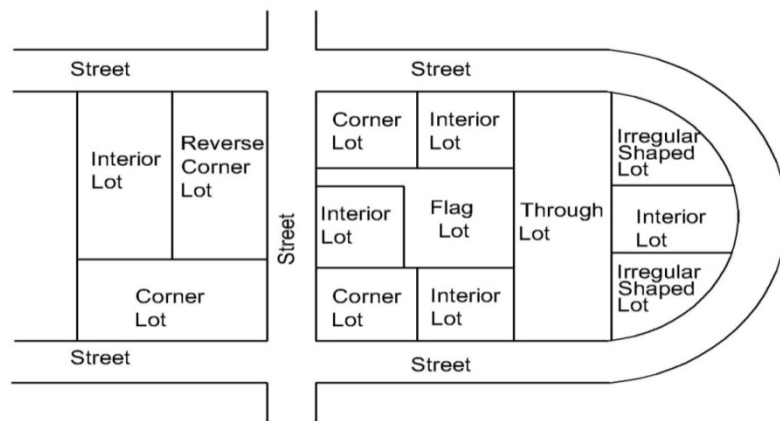 Street
Street
Interior
Lot
Reverse
Corner
Lot
Corner
Lot
Interior
Lot
Irregular
Shaped
Lot
Interior
Lot
Flag
Lot
Through
Lot
Interior
Lot
Street
Corner
Lot
Corner
Lot
Interior
Lot
Irregular
Shaped
Lot
Street
Street